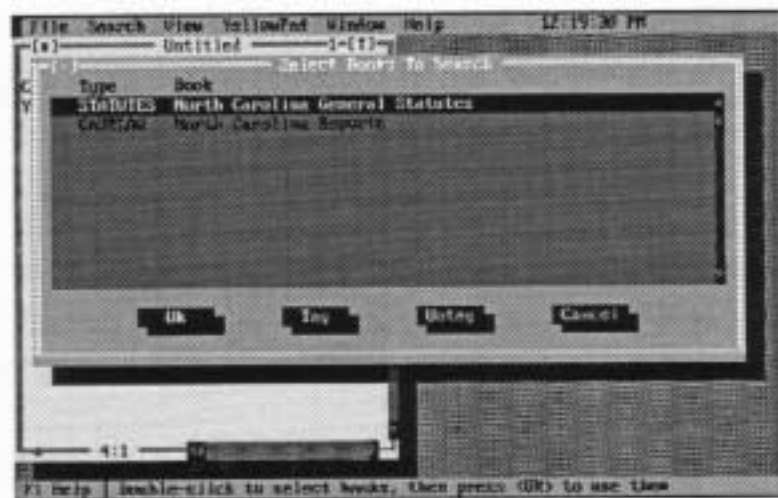 File Search View YellowPad Window Help 12:19:30 PM
Untitled 1
Select Books To Search
Type Book
STATUTES North Carolina General Statutes
CASELAW North Carolina Reports
Ok Tag Untag Cancel
4:1
F1 Help Double-click to select books, then press <OK> to use them